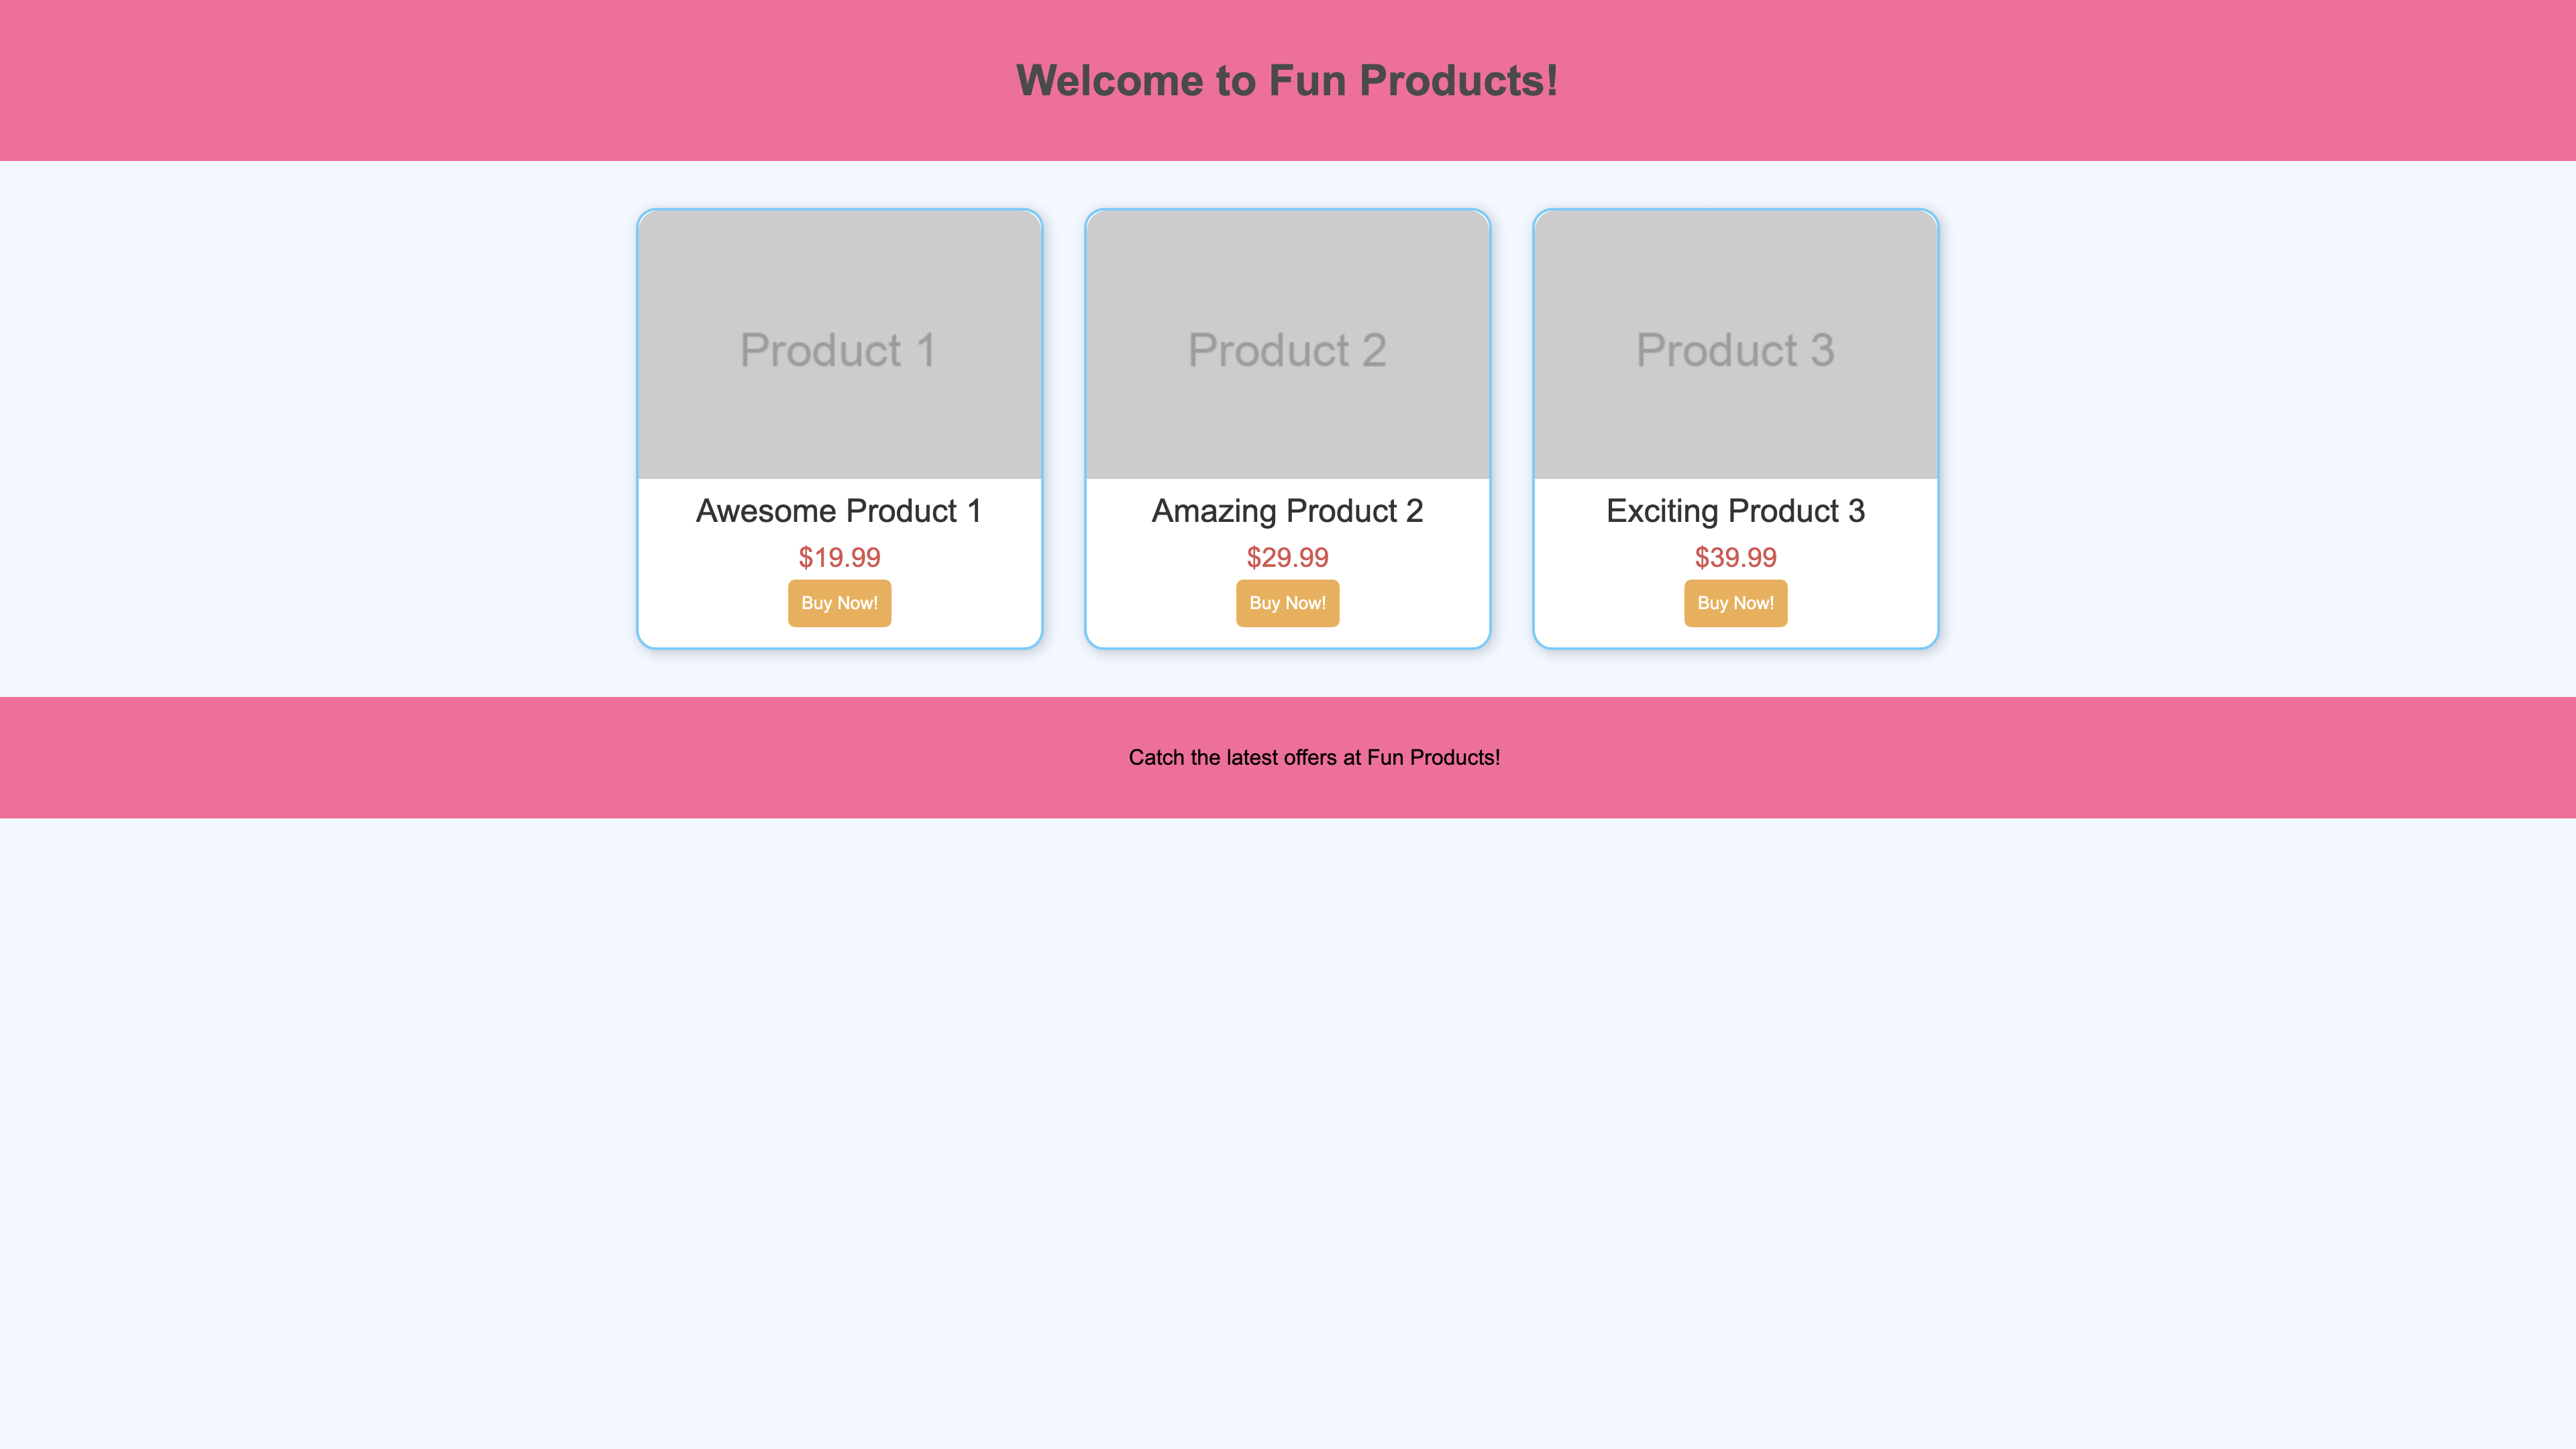 Welcome to Fun Products!
Product 1
Product 2
Product 3
Awesome Product 1
Amazing Product 2
Exciting Product 3
$19.99
$29.99
$39.99
Buy Now!
Buy Now!
Buy Now!
Catch the latest offers at Fun Products!